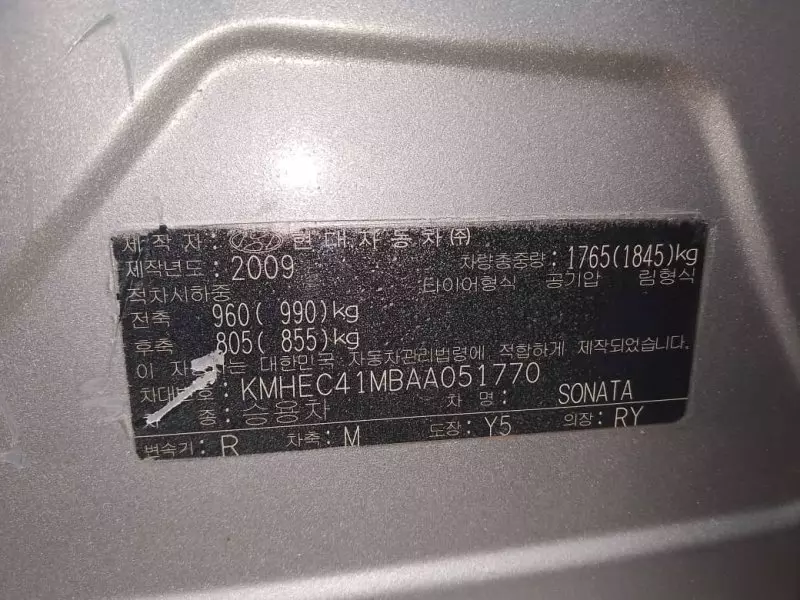 제 작 자 : 현 대 자 동 차 ㈜
제작년도 : 2009 차량총중량 : 1765(1845)kg
적차시하중 타이어형식 공기압 림형식
전축 960( 990)kg
후축 805( 855)kg
이 는 대한민국 자동차관리법령에 적합하게 제작되었습니다.
차대번호 : KMHEC41MBAA051770
종 : 승용차 차 명 : SONATA
변속기 : R 차축 : M 도장 : Y5 의장 : RY